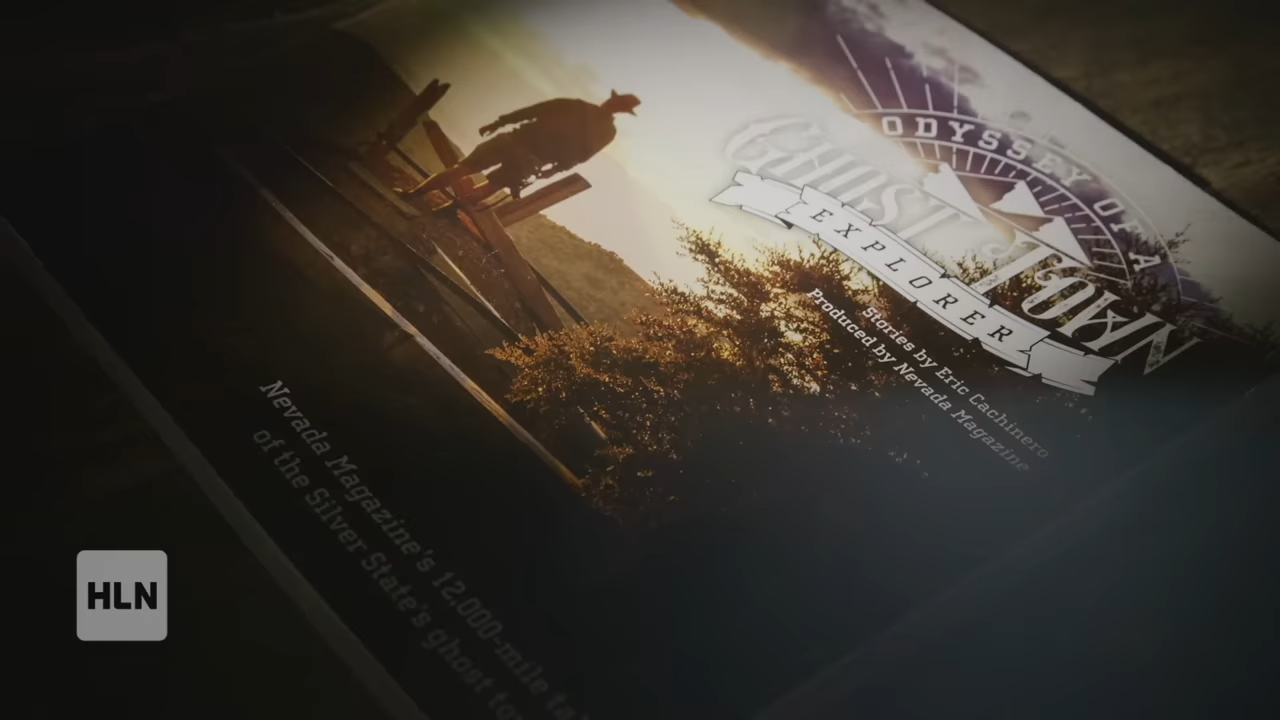 ODYSSEY OF A
GHOST TOWN
EXPLORER
Stories by Eric Cachinero
Produced by Nevada Magazine
Nevada Magazine's 12,000-mile
of the Silver State's ghost
HLN